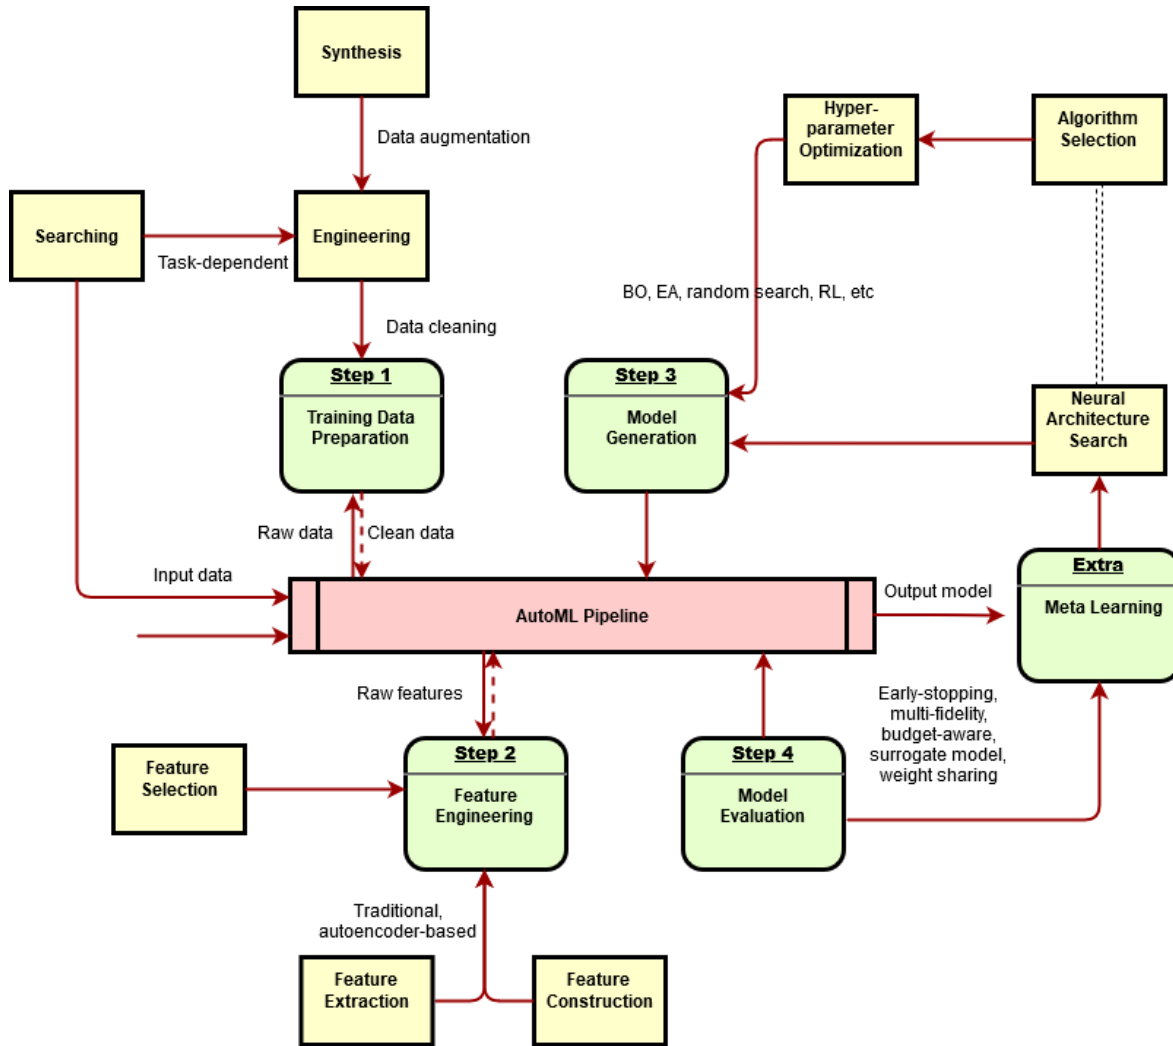 Synthesis
Data augmentation
Hyper-
parameter
Optimization
Algorithm
Selection
Searching
Task-dependent
Engineering
Data cleaning
BO, EA, random search, RL, etc
Step 1
Training Data
Preparation
Step 3
Model
Generation
Neural
Architecture
Search
Raw data
Clean data
Input data
AutoML Pipeline
Output model
Extra
Meta Learning
Raw features
Early-stopping,
multi-fidelity,
budget-aware,
surrogate model,
weight sharing
Feature
Selection
Step 2
Feature
Engineering
Step 4
Model
Evaluation
Traditional,
autoencoder-based
Feature
Extraction
Feature
Construction